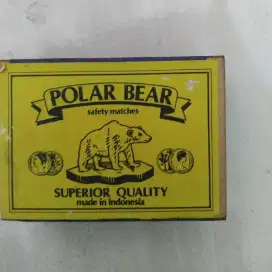 POLAR BEAR
safety matches
SUPERIOR QUALITY
made in indonesia